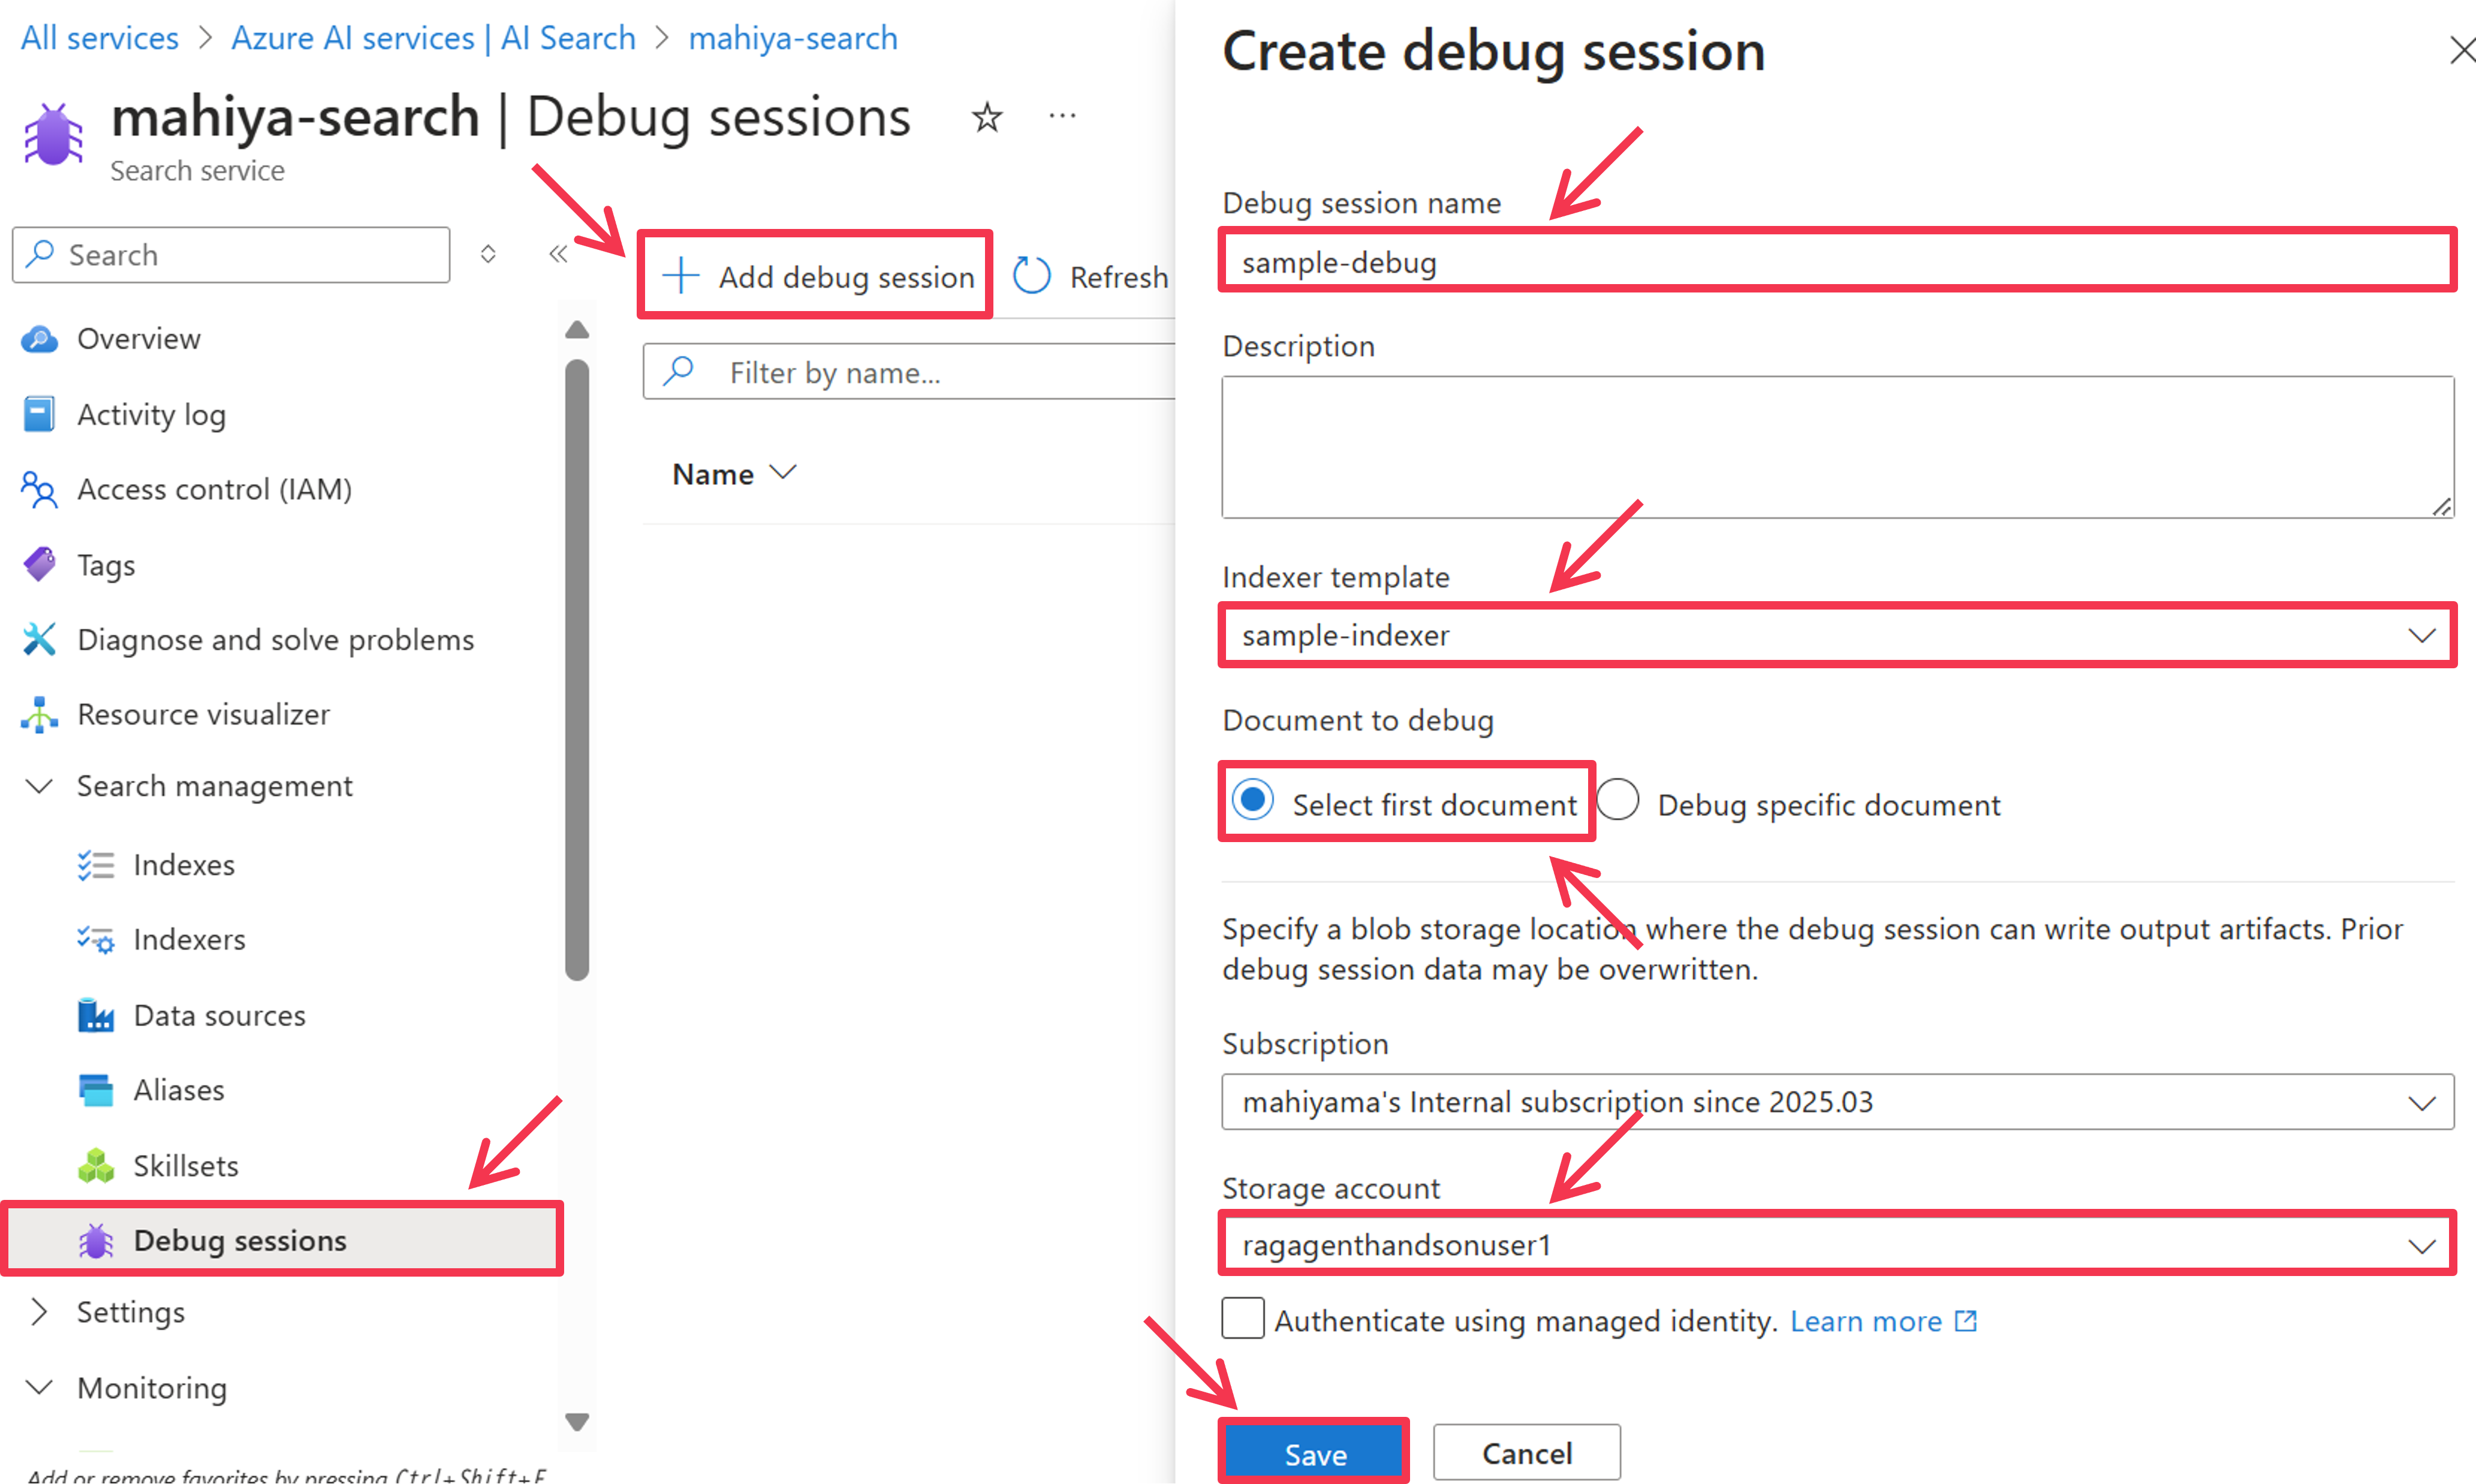 All services > Azure AI services | AI Search > mahiya-search
mahiya-search | Debug sessions
Search service
Search
Overview
Activity log
Access control (IAM)
Tags
Diagnose and solve problems
Resource visualizer
Search management
Indexes
Indexers
Data sources
Aliases
Skillsets
Debug sessions
Settings
Monitoring
Add or remove favorites by pressing Ctrl+Shift+F
Add debug session
Refresh
Filter by name...
Name
Create debug session
Debug session name
sample-debug
Description
Indexer template
sample-indexer
Document to debug
Select first document
Debug specific document
Specify a blob storage location where the debug session can write output artifacts. Prior
debug session data may be overwritten.
Subscription
mahiyama's Internal subscription since 2025.03
Storage account
ragagenthandsonuser1
Authenticate using managed identity. Learn more
Save
Cancel